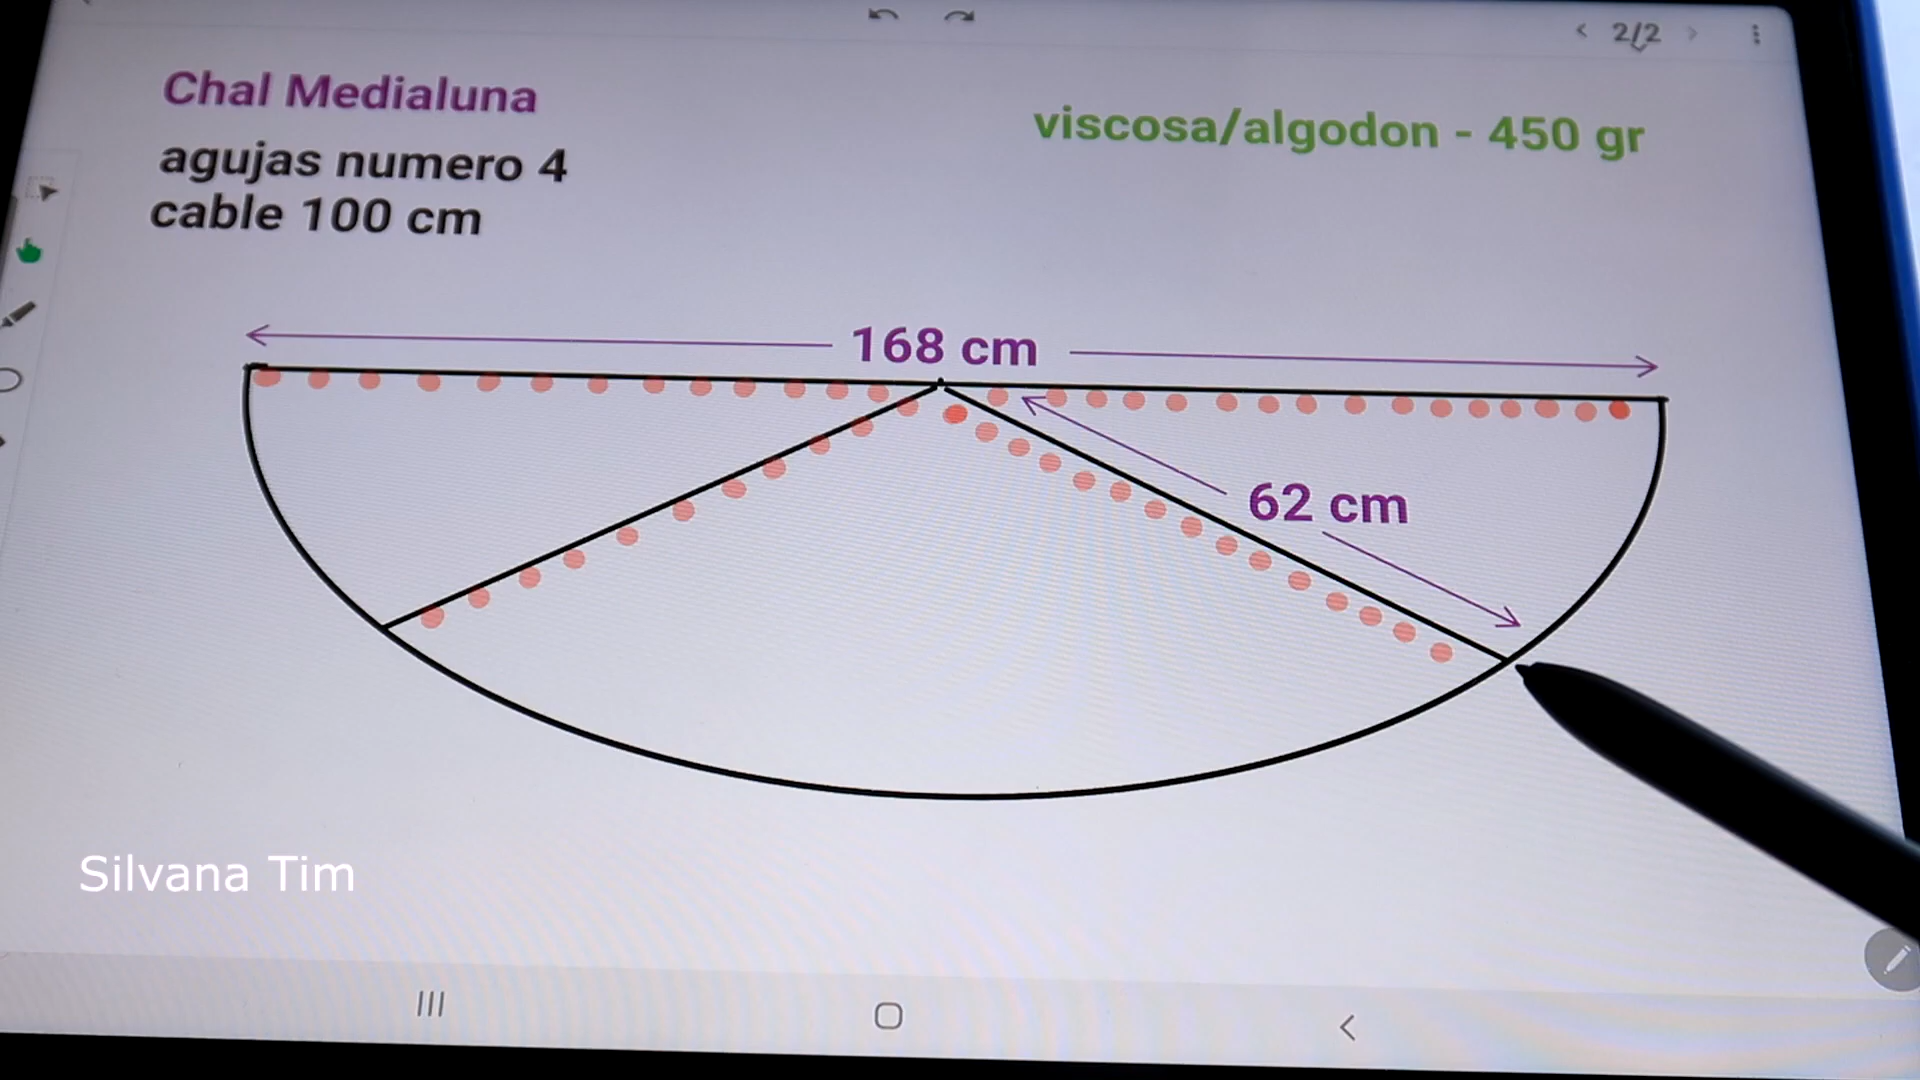 2/2
Chal Medialuna
viscosa/algodon - 450 gr
agujas numero 4
cable 100 cm
168 cm
62 cm
Silvana Tim